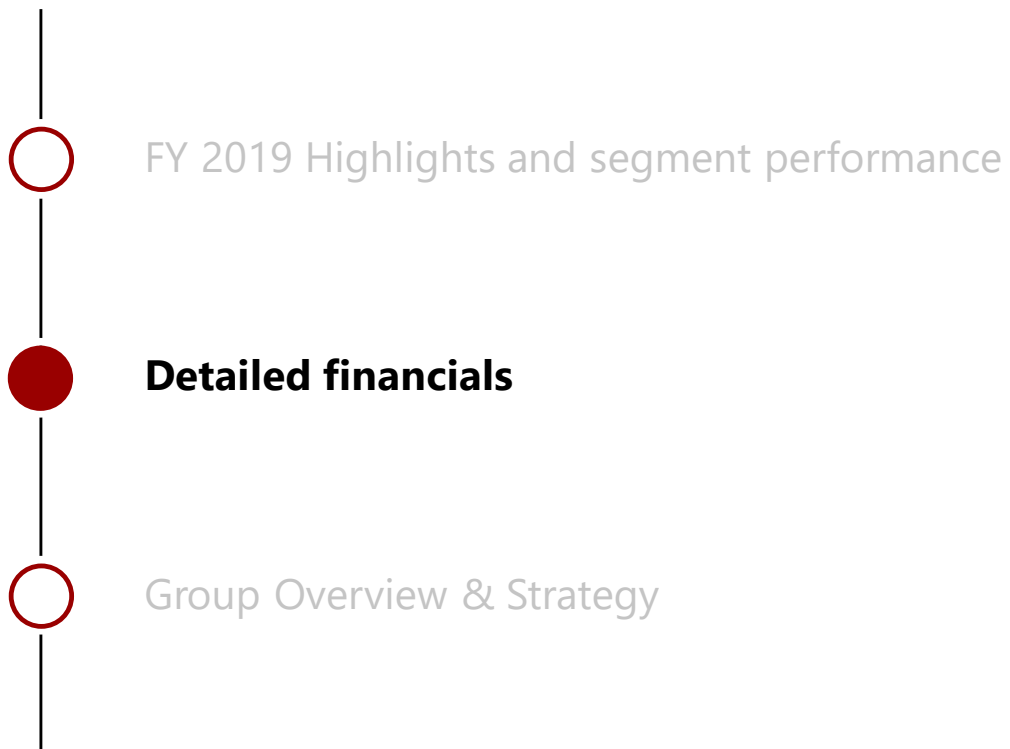 FY 2019 Highlights and segment performance
Detailed financials
Group Overview & Strategy